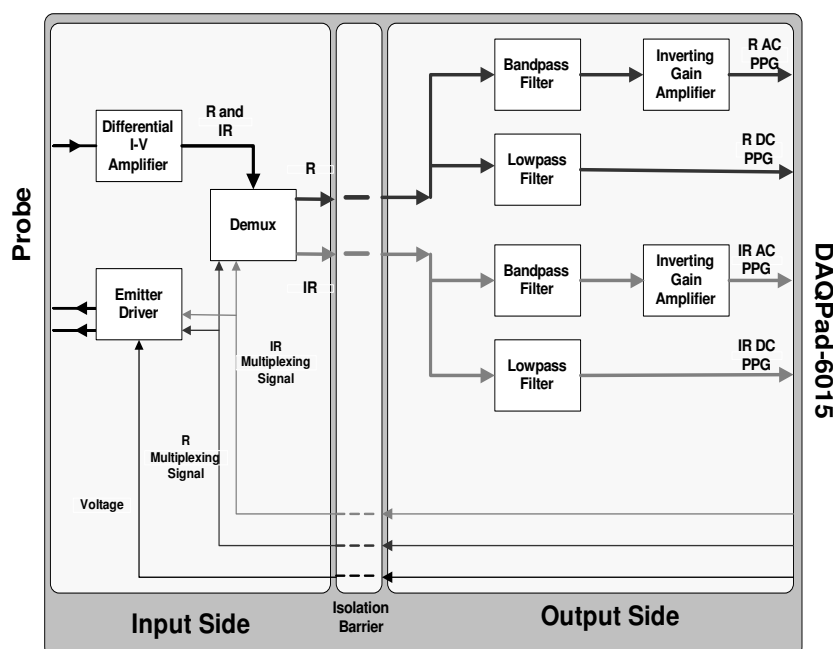 Probe
Differential
I-V
Amplifier
R and
IR
Demux
R
IR
Emitter
Driver
IR
Multiplexing
Signal
R
Multiplexing
Signal
Voltage
Input Side
Isolation
Barrier
Bandpass
Filter
Inverting
Gain
Amplifier
R AC
PPG
Lowpass
Filter
R DC
PPG
Bandpass
Filter
Inverting
Gain
Amplifier
IR AC
PPG
Lowpass
Filter
IR DC
PPG
Output Side
DAQPad-6015